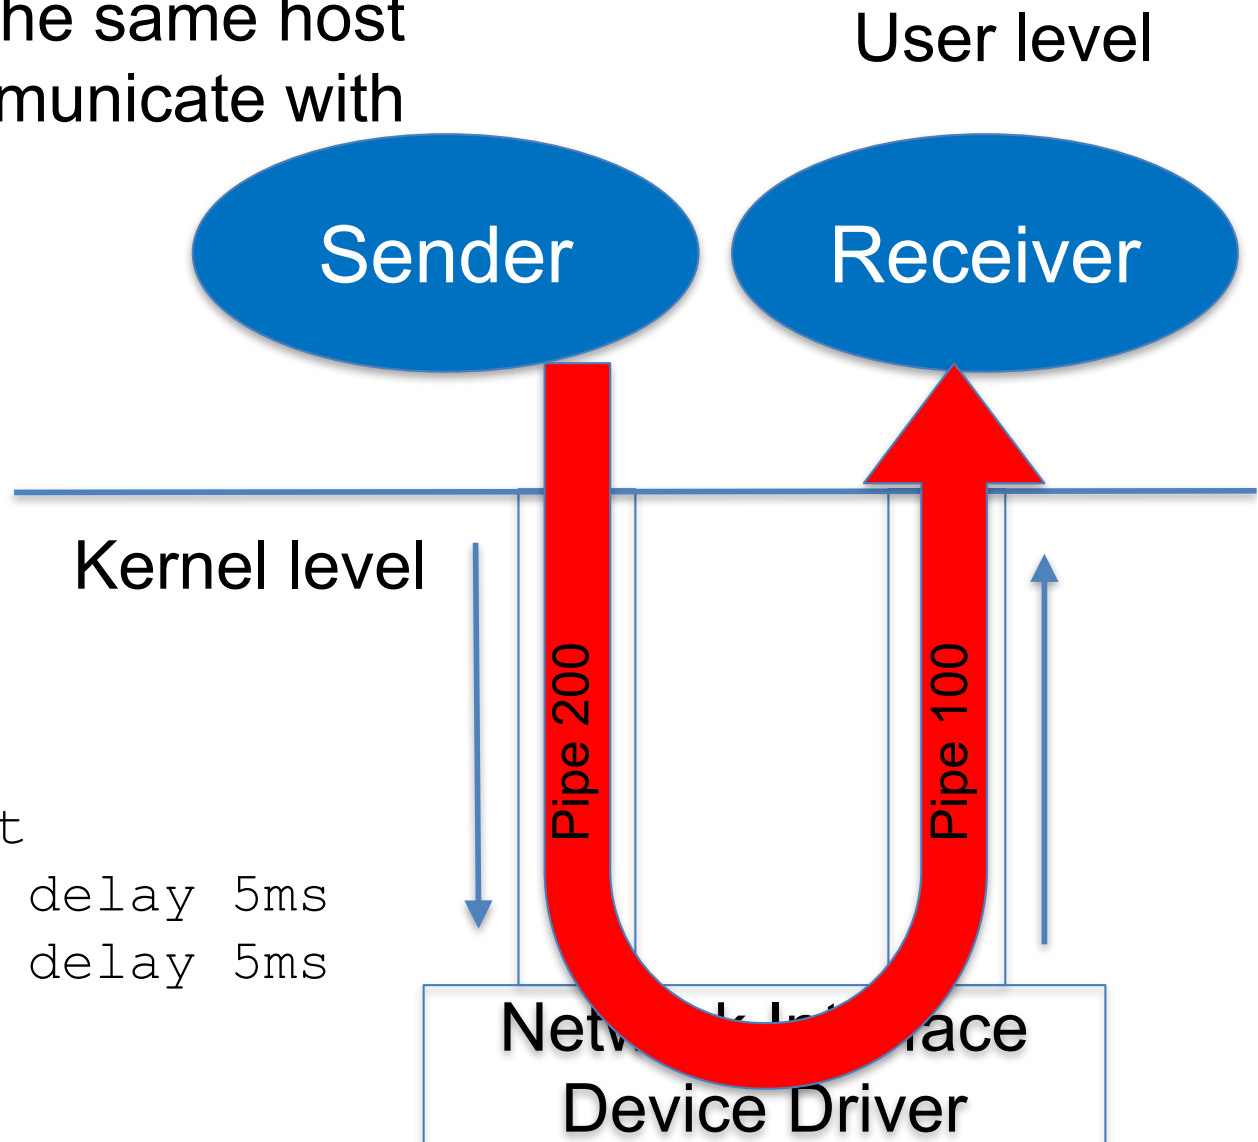 he same host
municate with
User level
Sender
Receiver
Kernel level
Pipe 200
Pipe 100
t
delay 5ms
delay 5ms
Device Driver